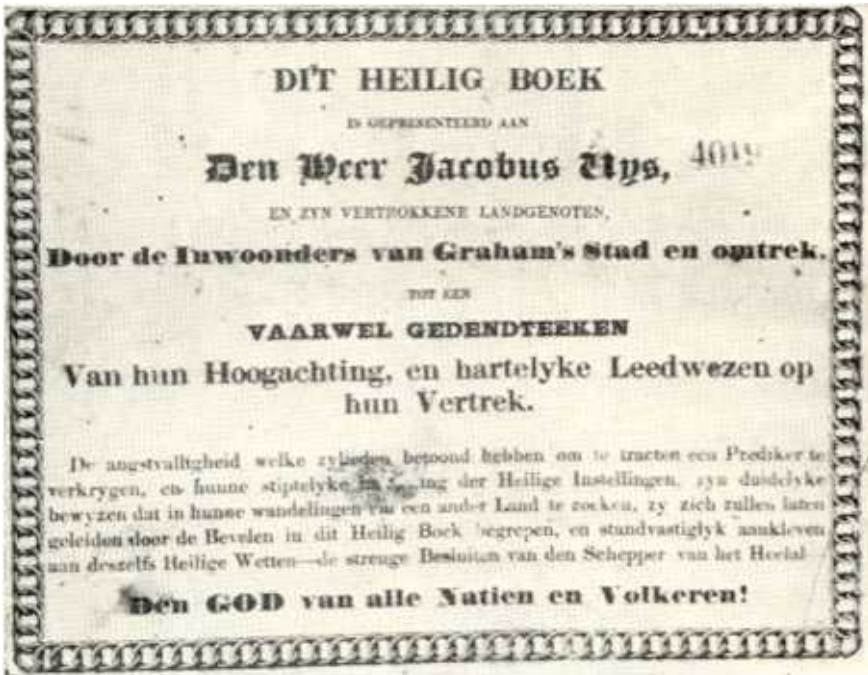 DIT HEILIG BOEK
IS GEPRESENTEERD AAN
Den Heer Jacobus Uys,
EN ZYN VERTROKKENE LANDGENOTEN,
Door de Inwoonders van Graham's Stad en omtrek.
TOT EEN
VAARWEL GEDENDTEEKEN
Van hun Hoogachting, en hartelyke Leedwezen op
hun Vertrek.
De angstvalligheid welke zylieden betoond hebben om te tracten een Prediker te
verkrygen, en hunne stiptelyke der Heilige Instellingen, zyn duidelyke
bewyzen dat in hunne wandelingen om een ander Land te zoeken, zy zich zullen laten
geleiden door de Bevelen in dit Heilig Boek begrepen, en standvastiglyk aankleven
aan deszelfs Heilige Wetten—de strenge Besluiten van den Schepper van het Heelal—
Den GOD van alle Natien en Volkeren!